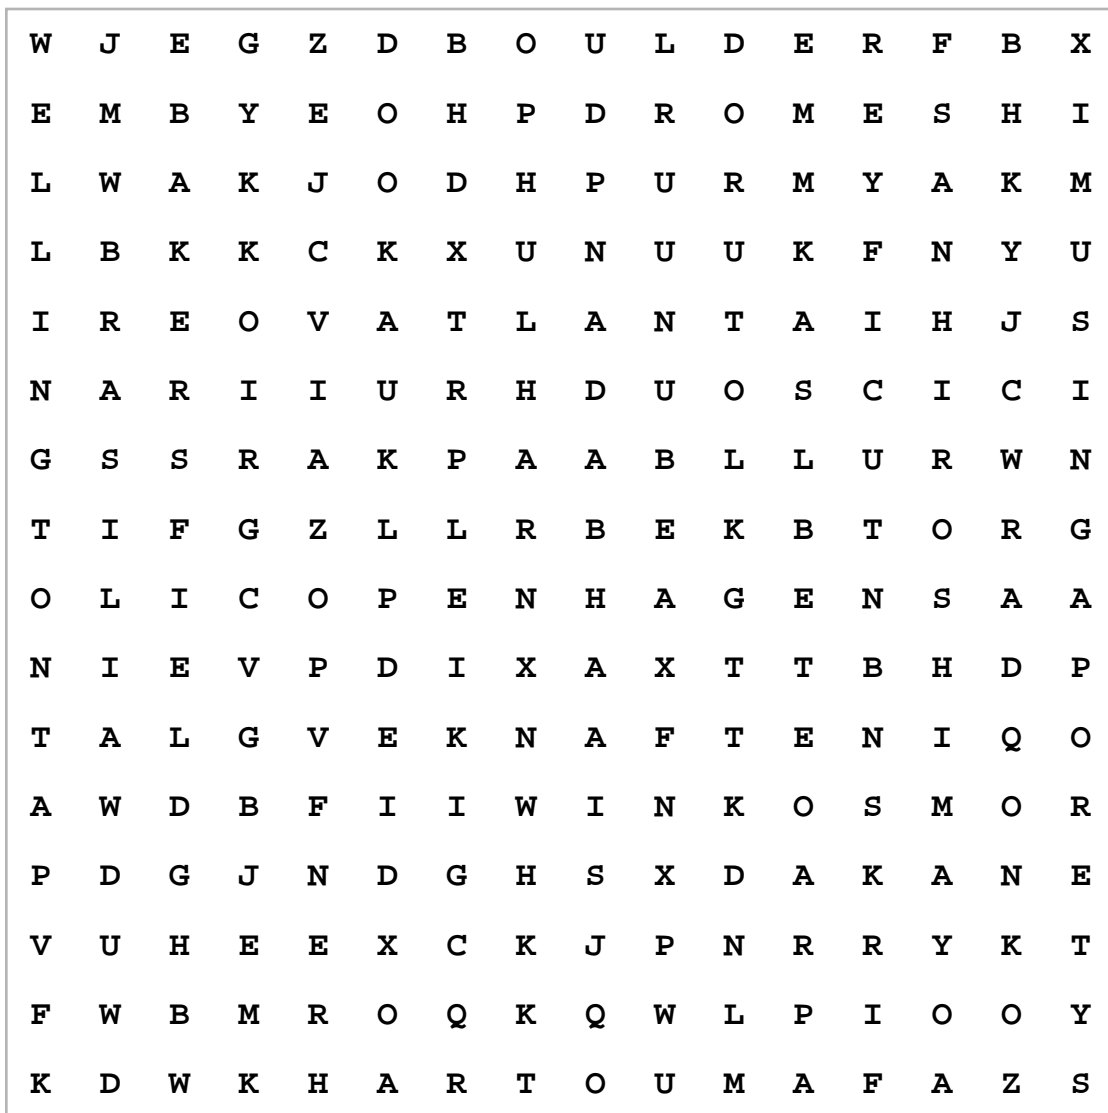 W J E G Z D B O U L D E R F B X
E M B Y E O H P D R O M E S H I
L W A K J O D H P U R M Y A K M
L B K K C K X U N U U K F N Y U
I R E O V A T L A N T A I H J S
N A R I I U R H D U O S C I C I
G S S R A K P A A B L L U R W N
T I F G Z L L R B E K B T O R G
O L I C O P E N H A G E N S A A
N I E V P D I X A X T T B H D P
T A L G V E K N A F T E N I Q O
A W D B F I I W I N K O S M O R
P D G J N D G H S X D A K A N E
V U H E E X C K J P N R R Y K T
F W B M R O Q K Q W L P I O O Y
K D W K H A R T O U M A F A Z S